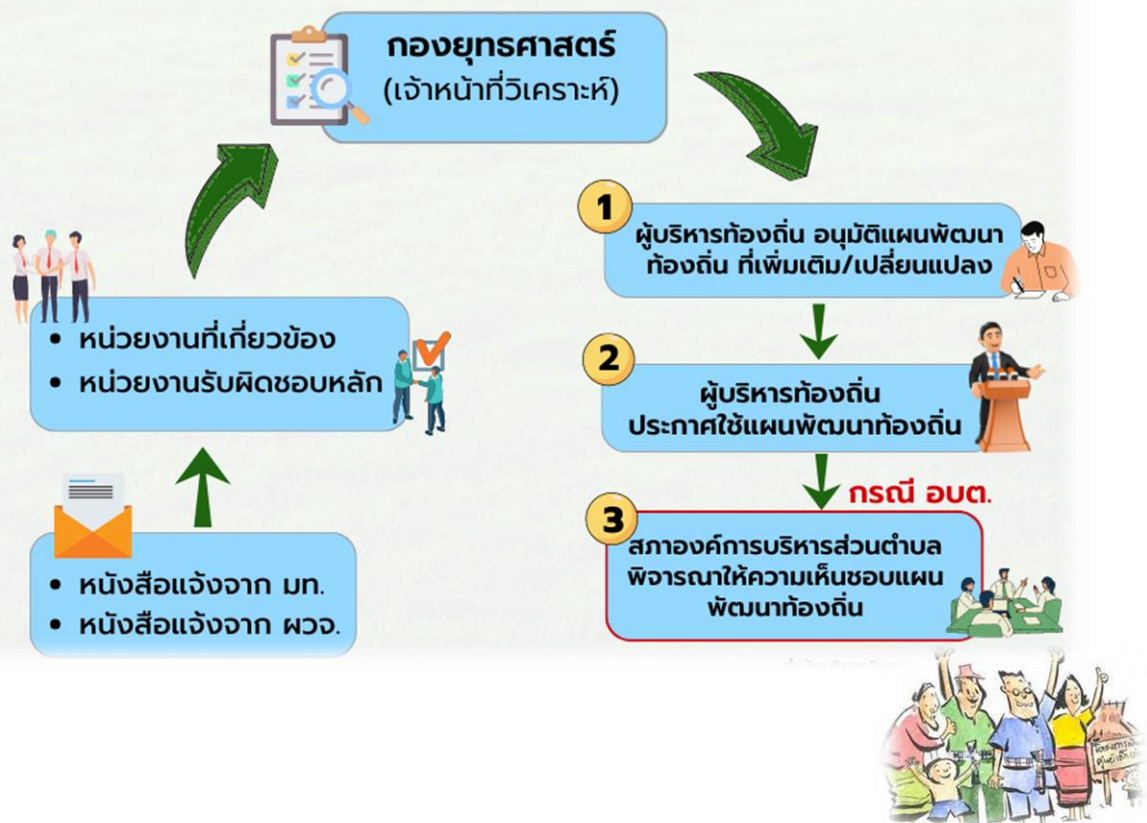 กองยุทธศาสตร์
(เจ้าหน้าที่วิเคราะห์)
• หน่วยงานที่เกี่ยวข้อง
• หน่วยงานรับผิดชอบหลัก
• หนังสือแจ้งจาก มท.
• หนังสือแจ้งจาก ผวจ.
1
ผู้บริหารท้องถิ่น อนุมัติแผนพัฒนา
ท้องถิ่น ที่เพิ่มเติม/เปลี่ยนแปลง
2
ผู้บริหารท้องถิ่น
ประกาศใช้แผนพัฒนาท้องถิ่น
กรณี อบต.
3
สภาองค์การบริหารส่วนตำบล
พิจารณาให้ความเห็นชอบแผน
พัฒนาท้องถิ่น